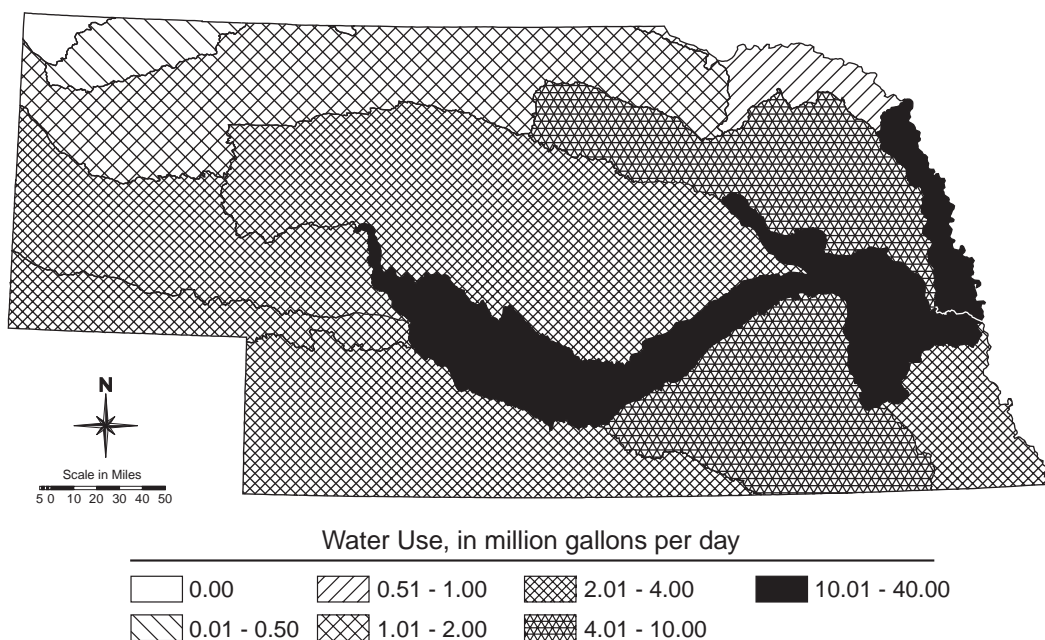 N
Scale in Miles
5 0 10 20 30 40 50
Water Use, in million gallons per day
0.00 0.51 - 1.00 2.01 - 4.00 10.01 - 40.00
0.01 - 0.50 1.01 - 2.00 4.01 - 10.00